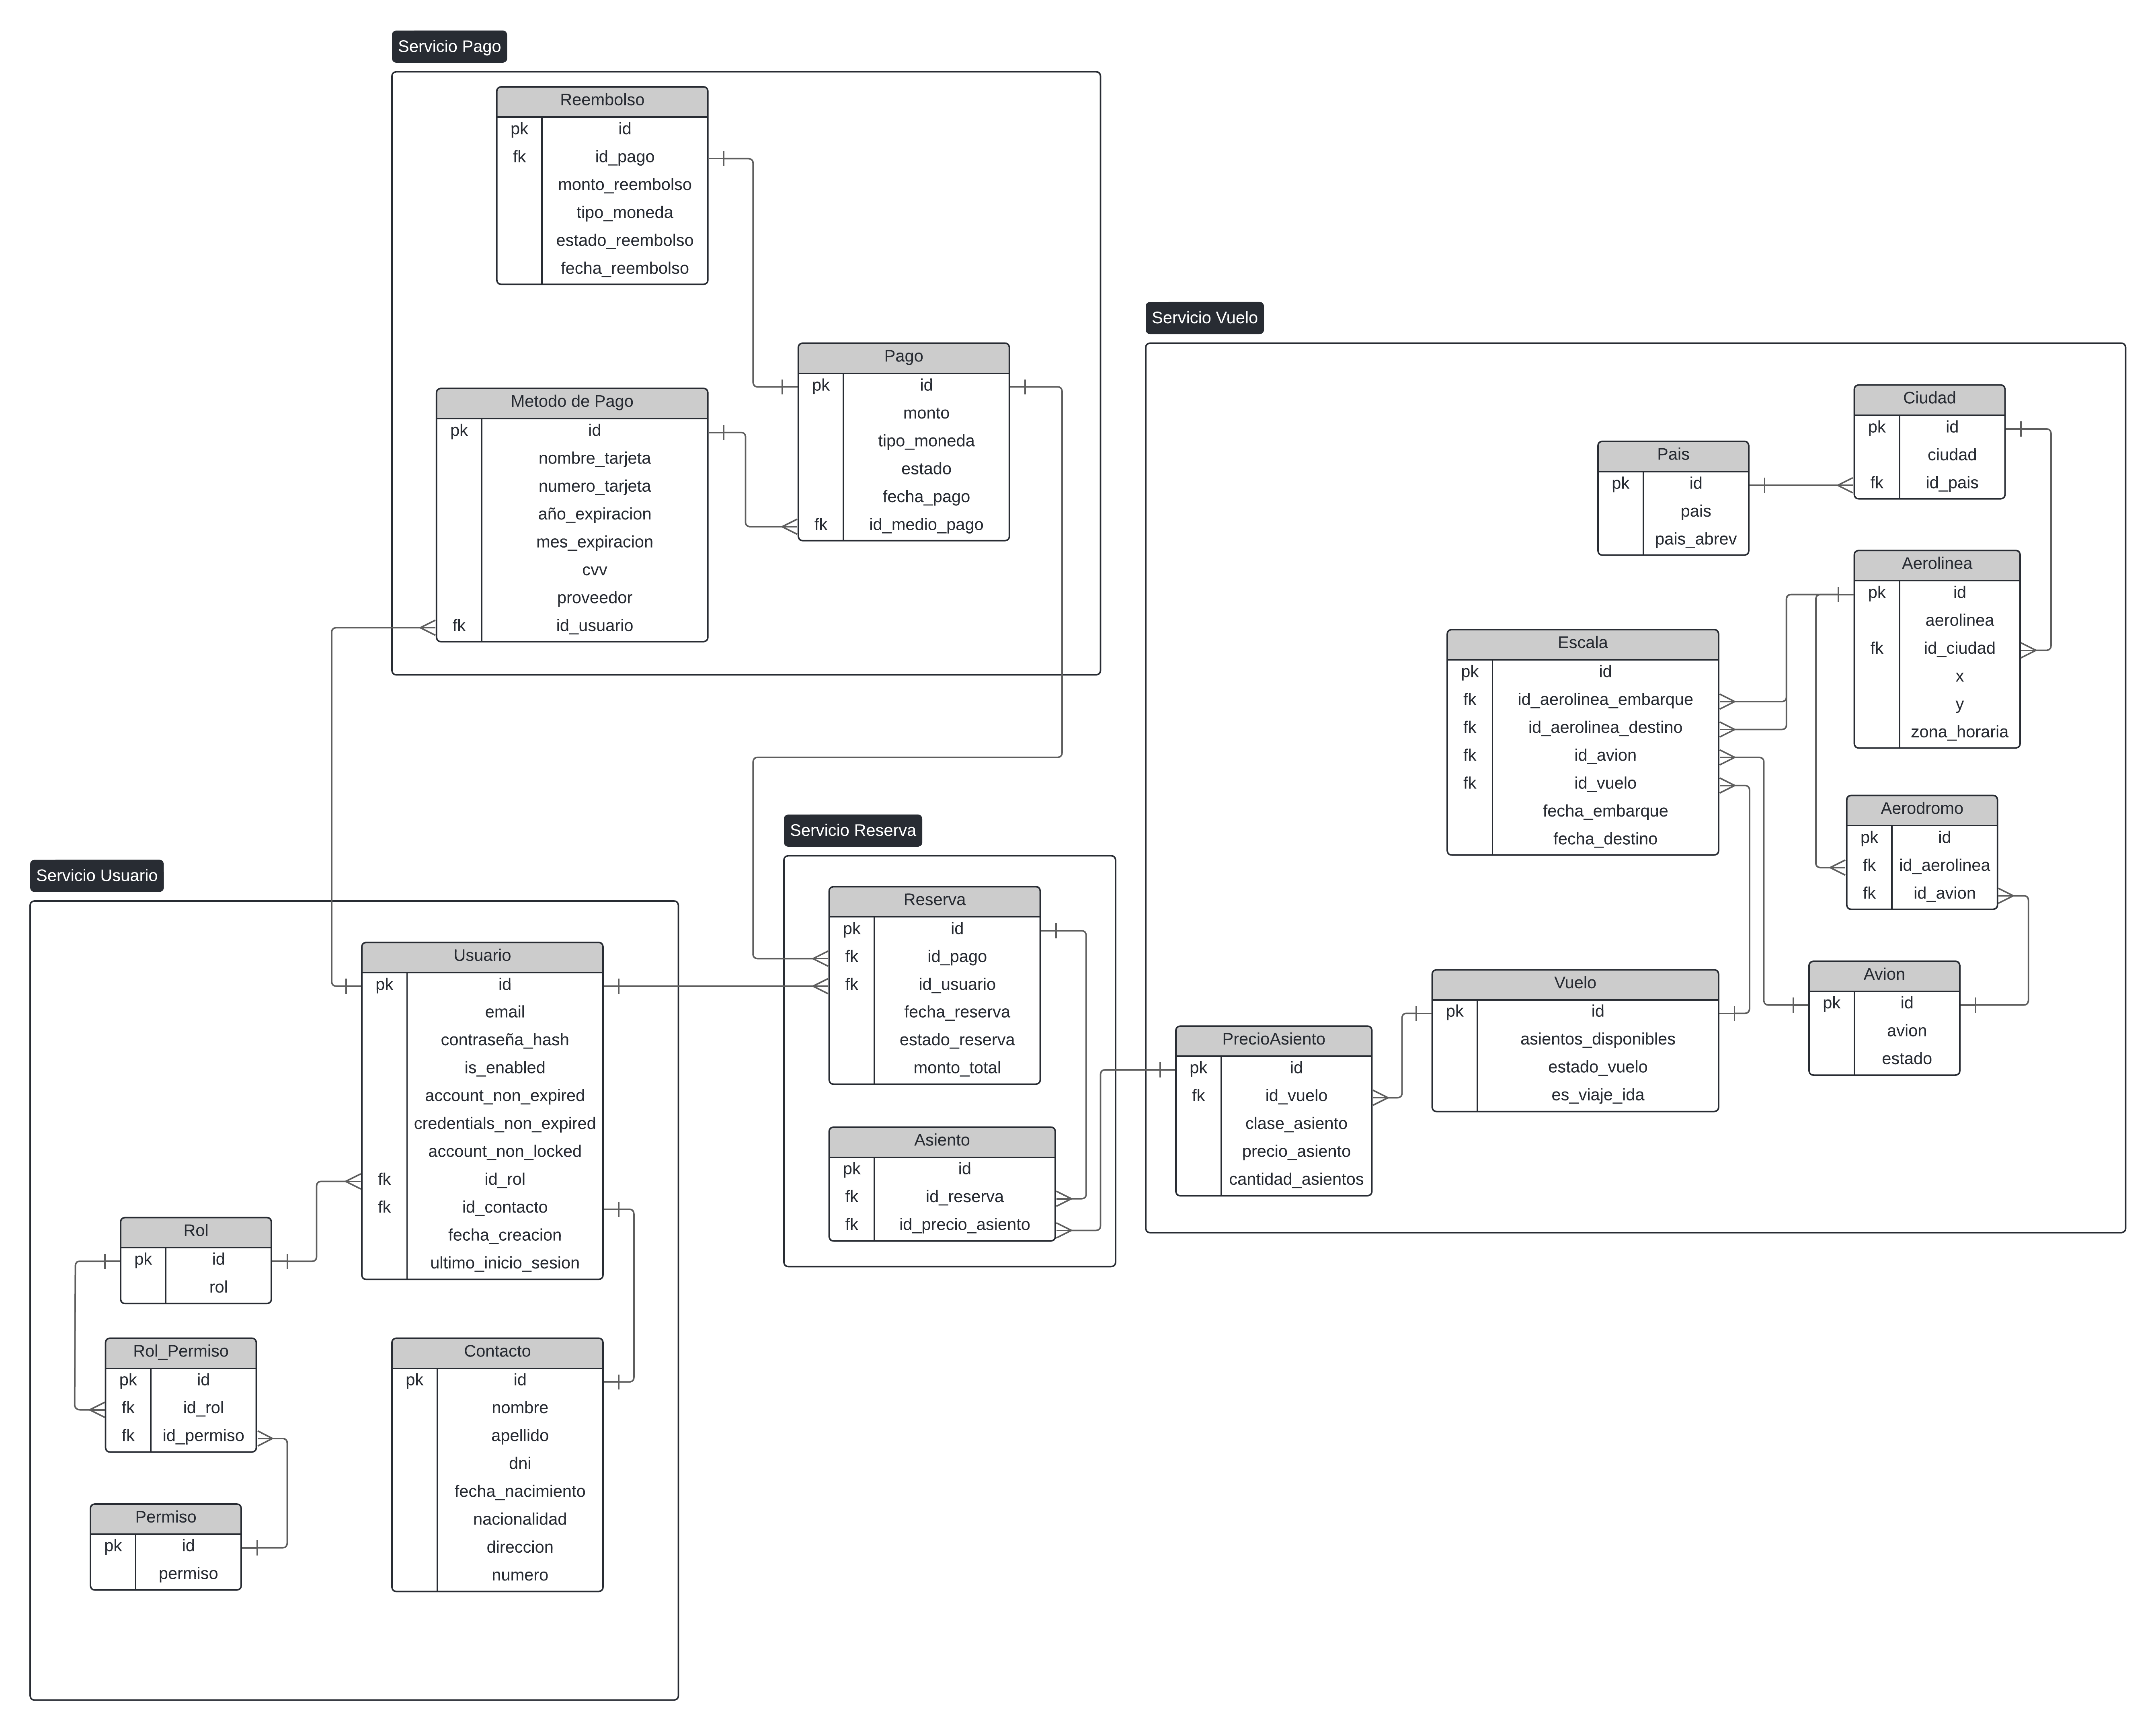 Servicio Pago
Reembolso
pk id
fk id_pago
monto_reembolso
tipo_moneda
estado_reembolso
fecha_reembolso
Pago
pk id
monto
tipo_moneda
estado
fecha_pago
fk id_medio_pago
Metodo de Pago
pk id
nombre_tarjeta
numero_tarjeta
año_expiracion
mes_expiracion
cvv
proveedor
fk id_usuario
Servicio Vuelo
Ciudad
pk id
ciudad
fk id_pais
Pais
pk id
pais
pais_abrev
Aerolinea
pk id
aerolinea
fk id_ciudad
x
y
zona_horaria
Escala
pk id
fk id_aerolinea_embarque
fk id_aerolinea_destino
fk id_avion
fk id_vuelo
fecha_embarque
fecha_destino
Aerodromo
pk id
fk id_aerolinea
fk id_avion
Avion
pk id
avion
estado
Vuelo
pk id
asientos_disponibles
estado_vuelo
es_viaje_ida
PrecioAsiento
pk id
fk id_vuelo
clase_asiento
precio_asiento
cantidad_asientos
Servicio Reserva
Reserva
pk id
fk id_pago
fk id_usuario
fecha_reserva
estado_reserva
monto_total
Asiento
pk id
fk id_reserva
fk id_precio_asiento
Servicio Usuario
Usuario
pk id
email
contraseña_hash
is_enabled
account_non_expired
credentials_non_expired
account_non_locked
fk id_rol
fk id_contacto
fecha_creacion
ultimo_inicio_sesion
Rol
pk id
rol
Rol_Permiso
pk id
fk id_rol
fk id_permiso
Permiso
pk id
permiso
Contacto
pk id
nombre
apellido
dni
fecha_nacimiento
nacionalidad
direccion
numero